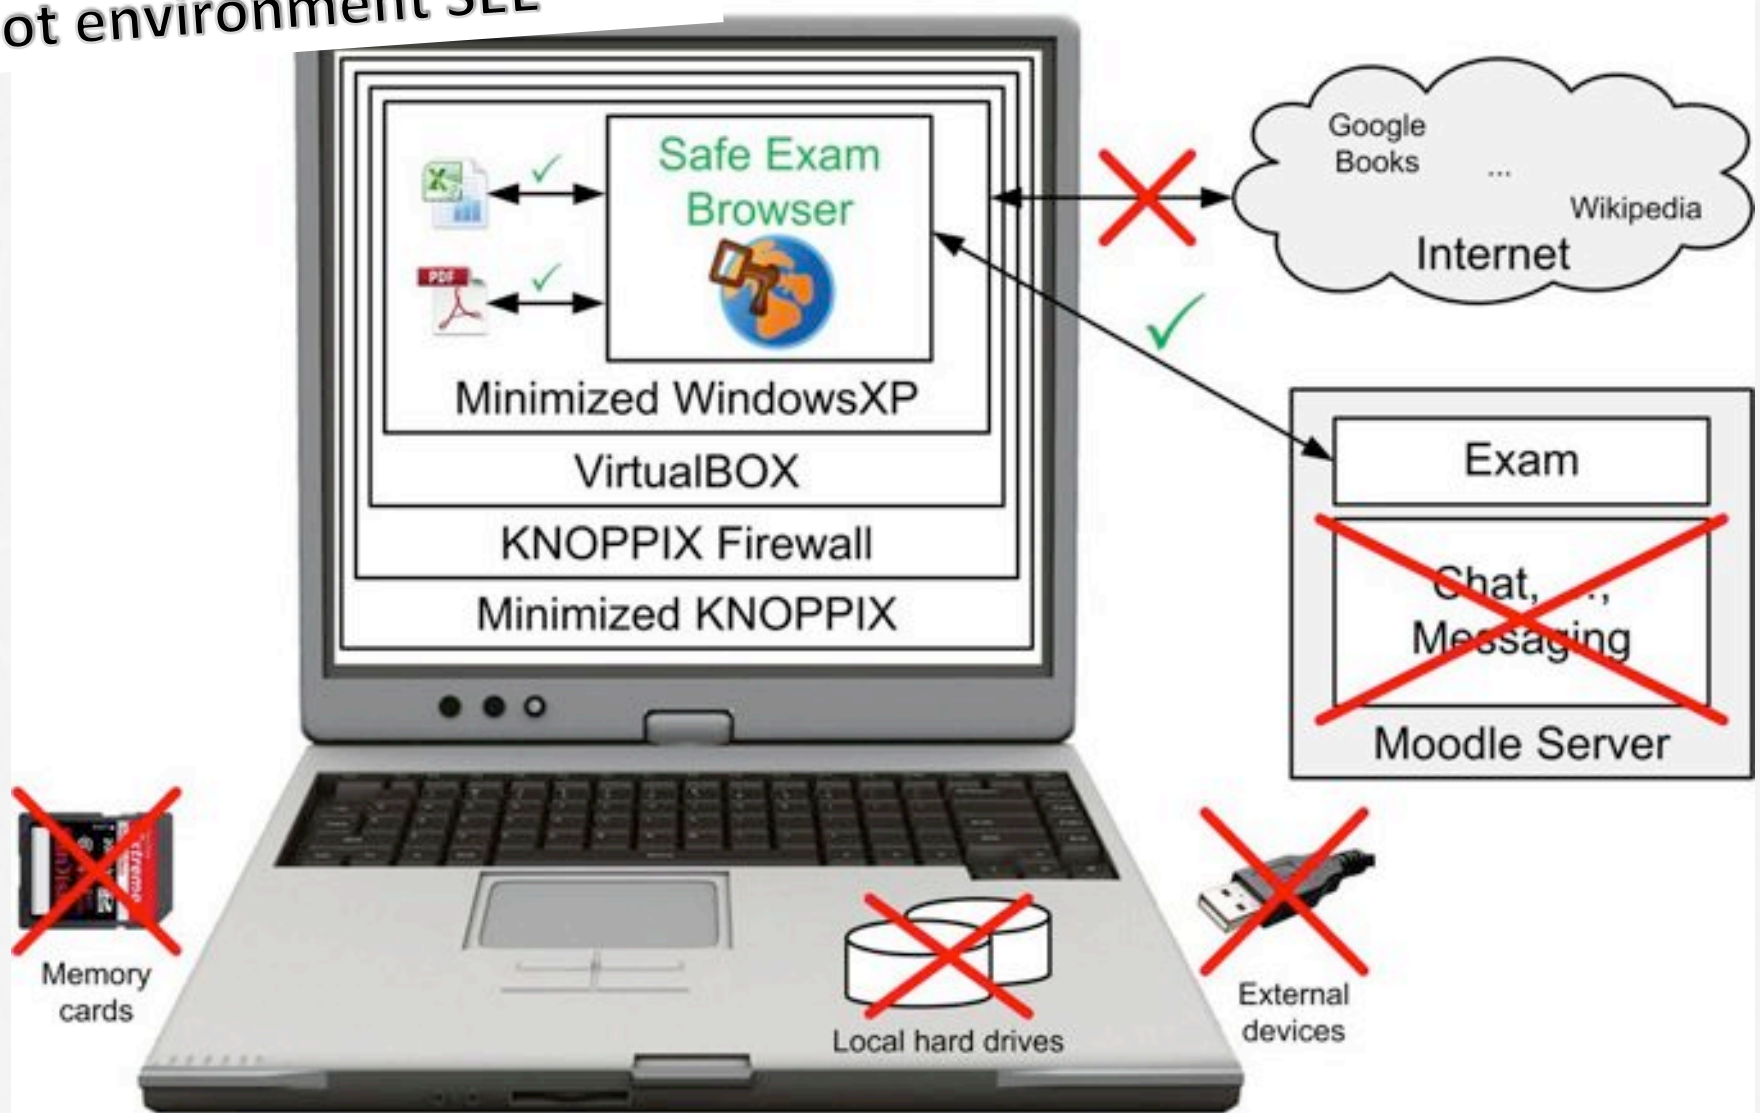 ot environment SEE
Safe Exam
Browser
PDF
Minimized WindowsXP
VirtualBOX
KNOPPIX Firewall
Minimized KNOPPIX
Google
Books
...
Wikipedia
Internet
Exam
Chat, ...,
Messaging
Moodle Server
Memory
cards
Local hard drives
External
devices